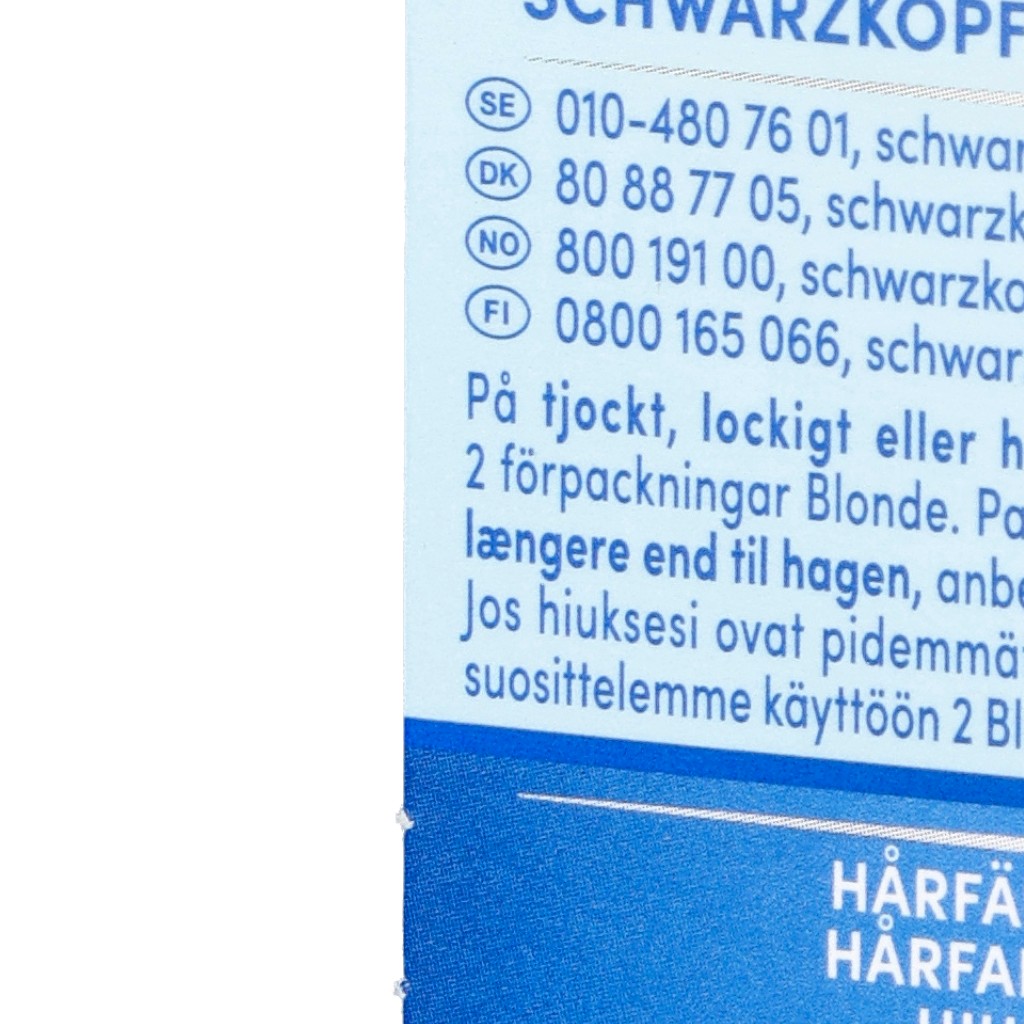 SCHWARZKOPF
SE 010-480 76 01, schwar
DK 80 88 77 05, schwarzk
NO 800 191 00, schwarzko
FI 0800 165 066, schwar
På tjockt, lockigt eller h
2 förpackningar Blonde. På
længere end til hagen, anbe
Jos hiuksesi ovat pidemmät
suosittelemme käyttöön 2 Bl
HÅRFÄ
HÅRFA